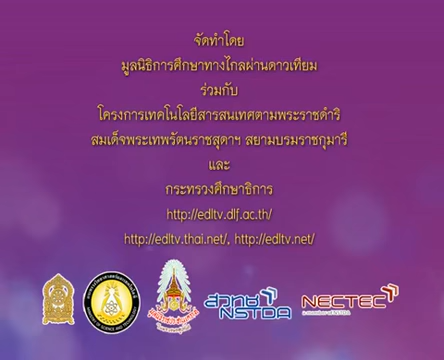 จัดทำโดย
มูลนิธิการศึกษาทางไกลผ่านดาวเทียม
ร่วมกับ
โครงการเทคโนโลยีสารสนเทศตามพระราชดำริ
สมเด็จพระเทพรัตนราชสุดาฯ สยามบรมราชกุมารี
และ
กระทรวงศึกษาธิการ
http://edltv.dlf.ac.th/
http://edltv.thai.net/, http://edltv.net/
สวทช
NSTDA
NECTEC
a member of NSTDA